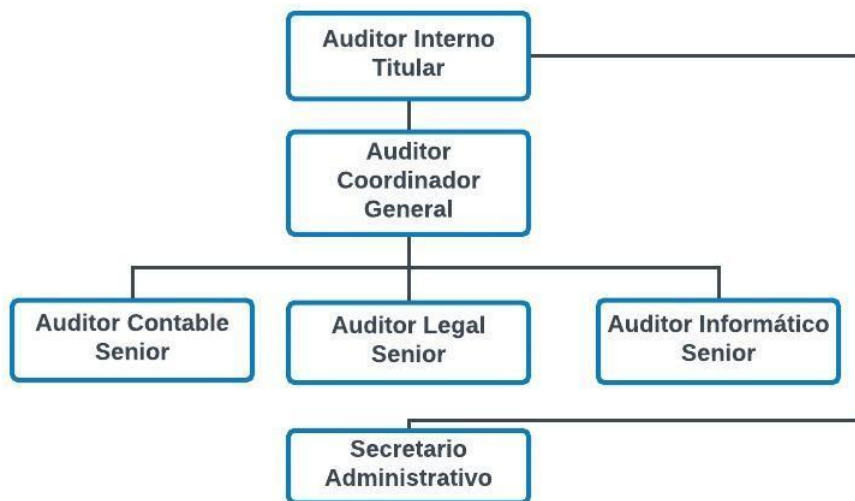 Auditor Interno
Titular
Auditor
Coordinador
General
Auditor Contable
Senior
Auditor Legal
Senior
Auditor Informático
Senior
Secretario
Administrativo